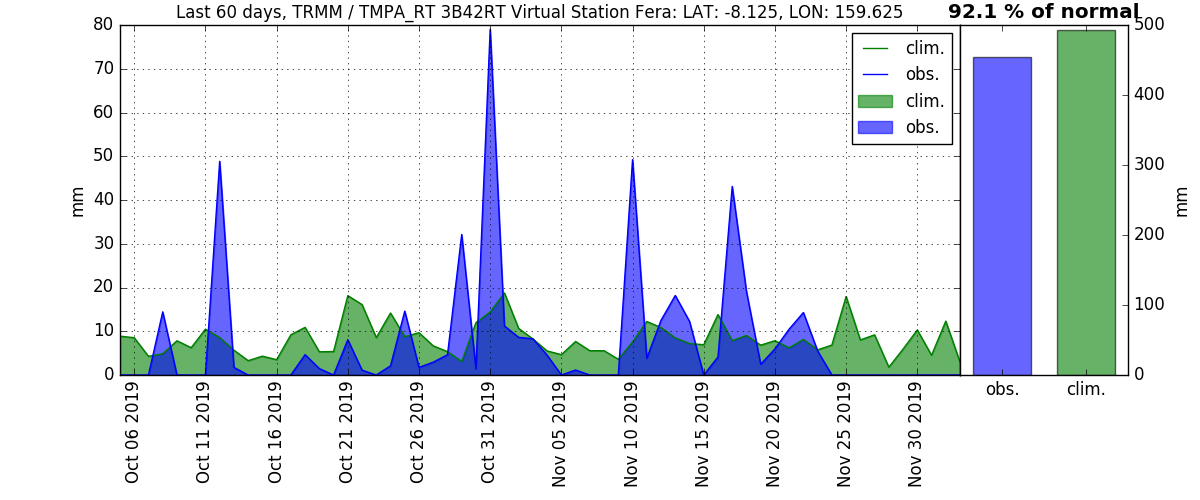 Last 60 days, TRMM / TMPA_RT 3B42RT Virtual Station Fera: LAT: -8.125, LON: 159.625
92.1 % of normal
80
70
60
50
40
30
20
10
0
mm
clim.
obs.
clim.
obs.
500
400
300
200
100
0
mm
Oct 06 2019
Oct 11 2019
Oct 16 2019
Oct 21 2019
Oct 26 2019
Oct 31 2019
Nov 05 2019
Nov 10 2019
Nov 15 2019
Nov 20 2019
Nov 25 2019
Nov 30 2019
obs.
clim.